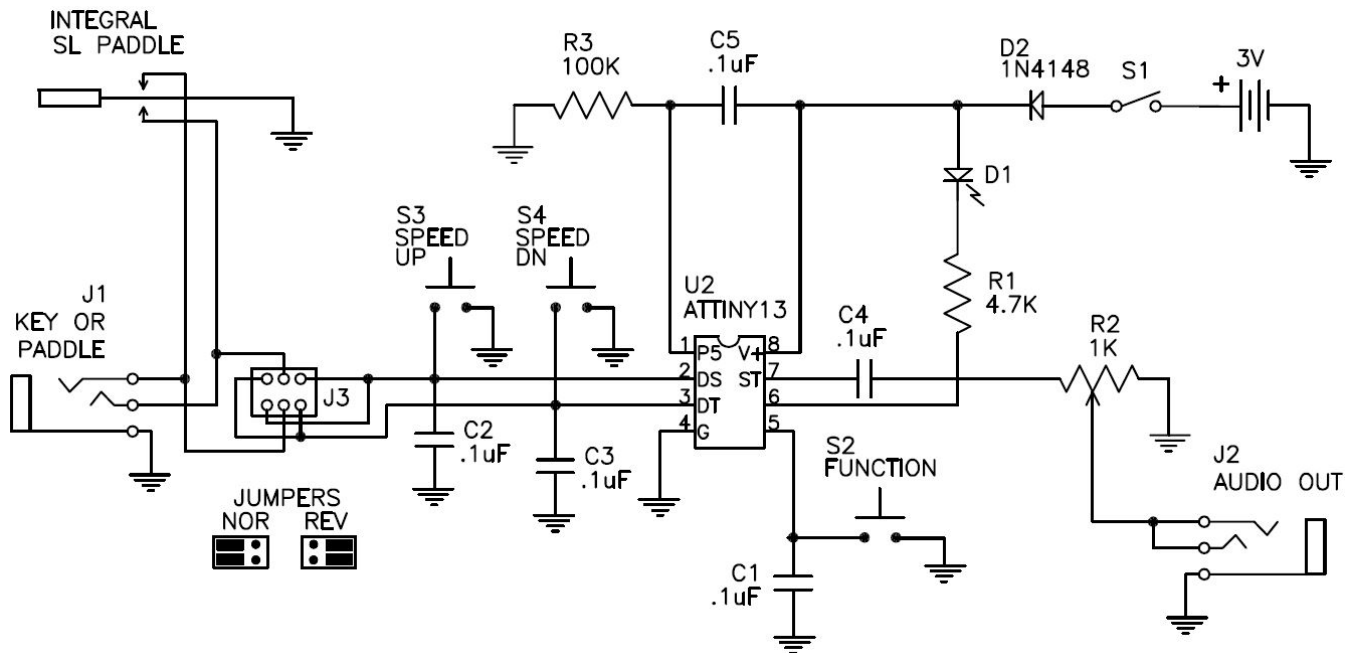 INTEGRAL
SL PADDLE
R3
100K
C5
.1uF
D2
1N4148
S1
+
3V
D1
S3
SPEED
UP
S4
SPEED
DN
J1
KEY OR
PADDLE
U2
ATTINY13
C4
.1uF
R1
4.7K
R2
1K
1 P5 V+ 8
2 DS ST 7
3 DT 6
4 G 5
J3
C2
.1uF
C3
.1uF
S2
FUNCTION
J2
AUDIO OUT
JUMPERS
NOR REV
C1
.1uF